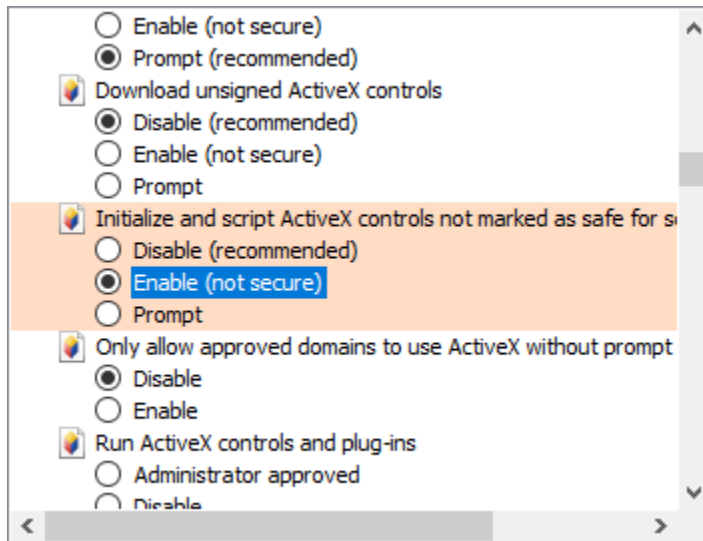 Enable (not secure)
Prompt (recommended)
Download unsigned ActiveX controls
Disable (recommended)
Enable (not secure)
Prompt
Initialize and script ActiveX controls not marked as safe for s
Disable (recommended)
Enable (not secure)
Prompt
Only allow approved domains to use ActiveX without prompt
Disable
Enable
Run ActiveX controls and plug-ins
Administrator approved
Disable